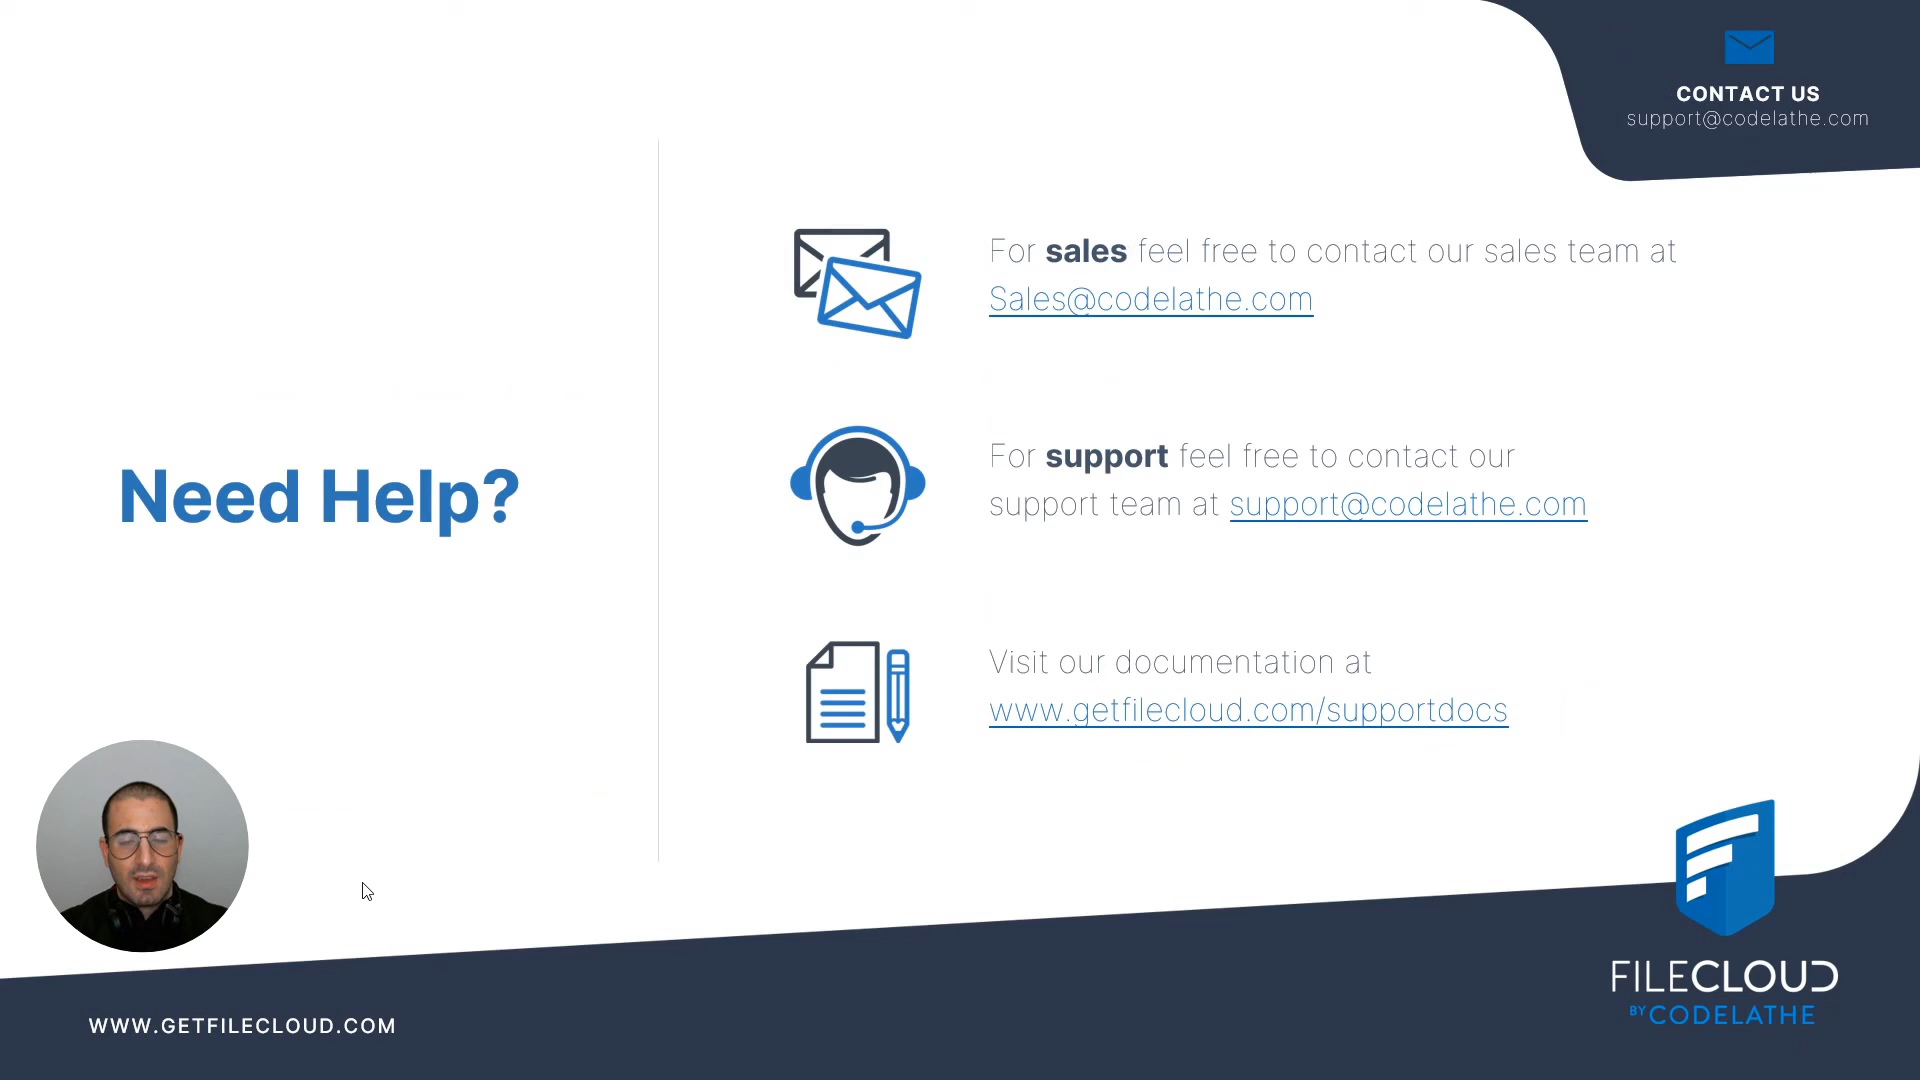 CONTACT US
support@codelathe.com
For sales feel free to contact our sales team at
Sales@codelathe.com
Need Help?
For support feel free to contact our
support team at support@codelathe.com
Visit our documentation at
www.getfilecloud.com/supportdocs
FILECLOUD
BY CODELATHE
WWW.GETFILECLOUD.COM